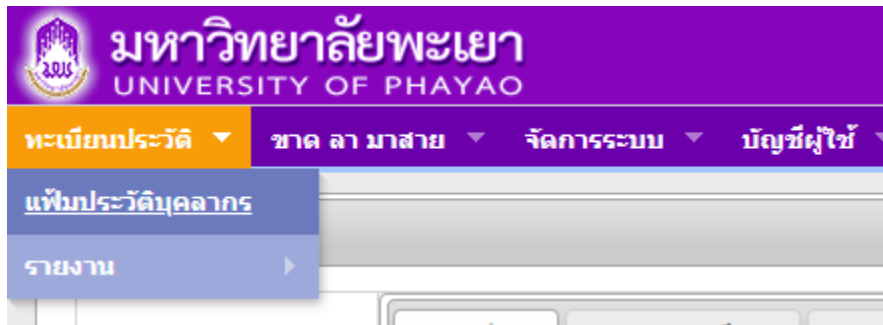 มหาวิทยาลัยพะเยา
UNIVERSITY OF PHAYAO
ทะเบียนประวัติ ขาด ลา มาสาย จัดการระบบ บัญชีผู้ใช้
แฟ้มประวัติบุคลากร
รายงาน